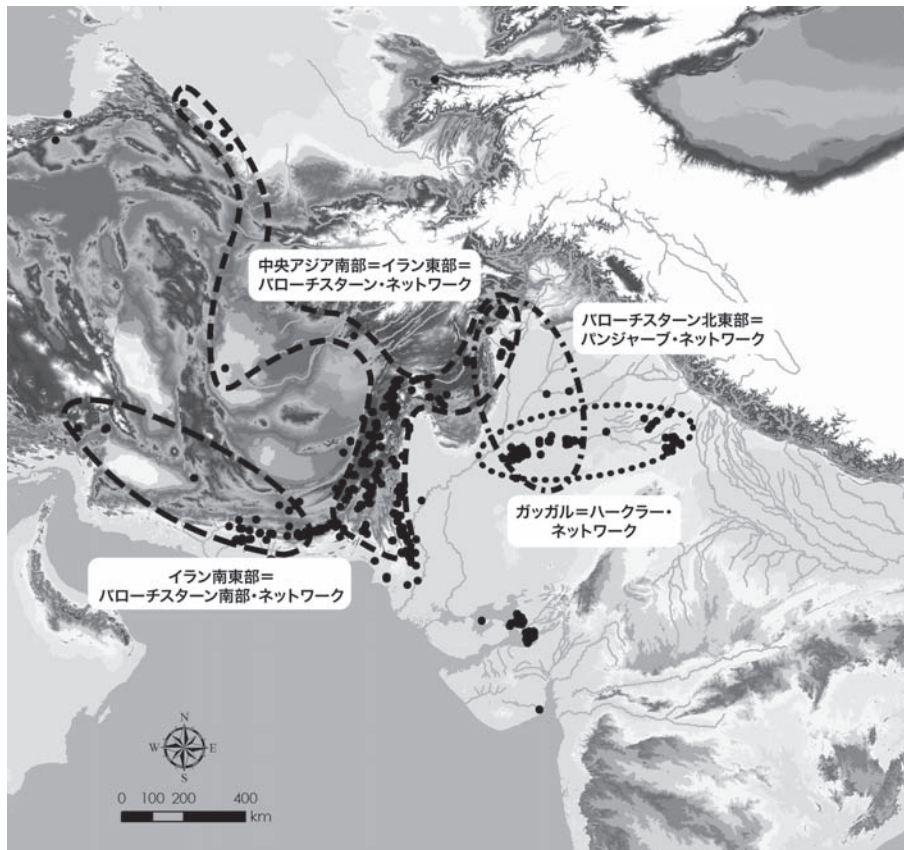 中央アジア南部=イラン東部=
バローチスターン・ネットワーク
バローチスターン北東部=
パンジャーブ・ネットワーク
ガッガル=ハークラー・
ネットワーク
イラン南東部=
バローチスターン南部・ネットワーク
N
W E
S
0 100 200 400
km